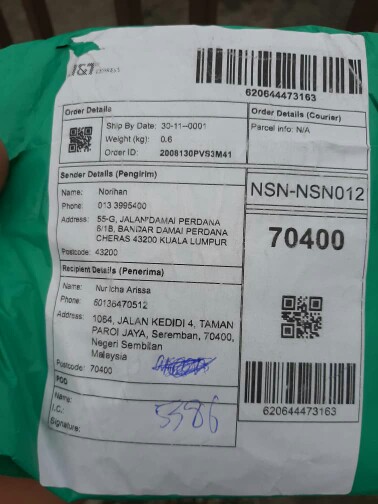 J&T EXPRESS
620644473163
Order Details
Ship By Date: 30-11--0001
Weight (kg): 0.6
Order ID: 2008130PVS3M41
Order Details (Courier)
Parcel info: N/A
Sender Details (Pengirim)
Name: Norihan
Phone: 013 3995400
Address: 55-G, JALAN DAMAI PERDANA
6/1B, BANDAR DAMAI PERDANA
CHERAS 43200 KUALA LUMPUR
Postcode: 43200
NSN-NSN012
70400
Recipient Details (Penerima)
Name: Nur Icha Arissa
Phone: 60136470512
Address: 1064, JALAN KEDIDI 4, TAMAN
PAROI JAYA, Seremban, 70400,
Negeri Sembilan
Malaysia
Postcode: 70400
POD
Name:
I.C.:
Signature:
5386
620644473163